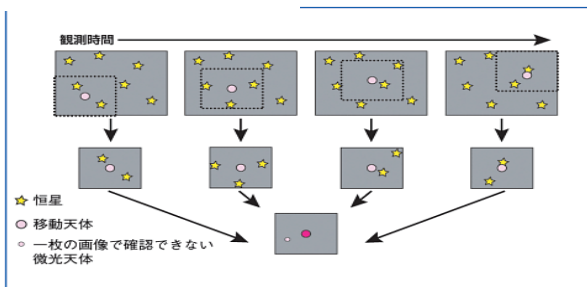 観測時間
恒星
移動天体
一枚の画像で確認できない
微光天体